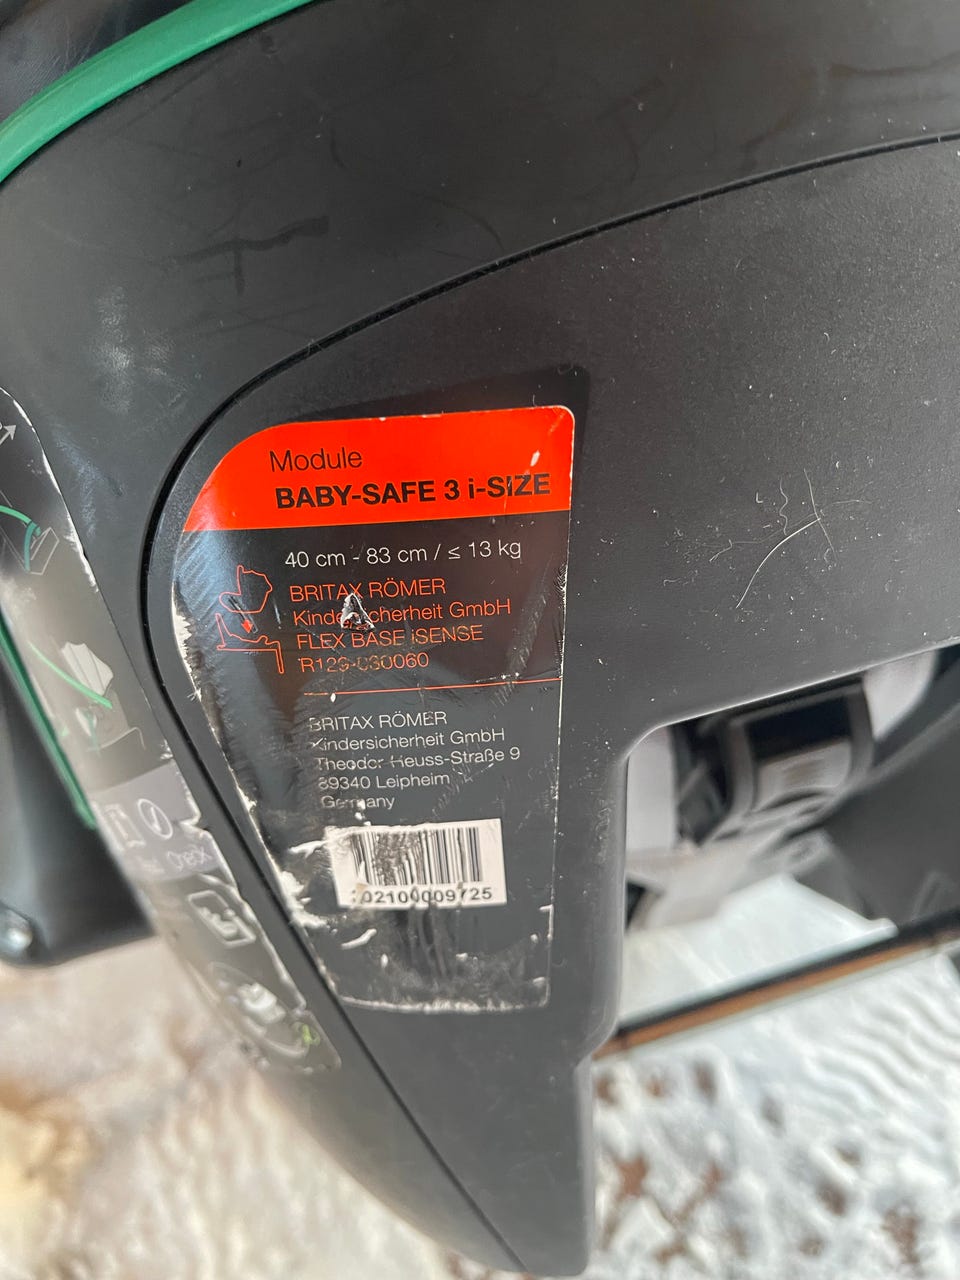 Module
BABY-SAFE 3 i-SIZE
40 cm - 83 cm / ≤ 13 kg
BRITAX RÖMER
Kindersicherheit GmbH
FLEX BASE iSENSE
R129-030060
BRITAX RÖMER
Kindersicherheit GmbH
Theodor-Heuss-Straße 9
89340 Leipheim
Germany
02100009725
Check